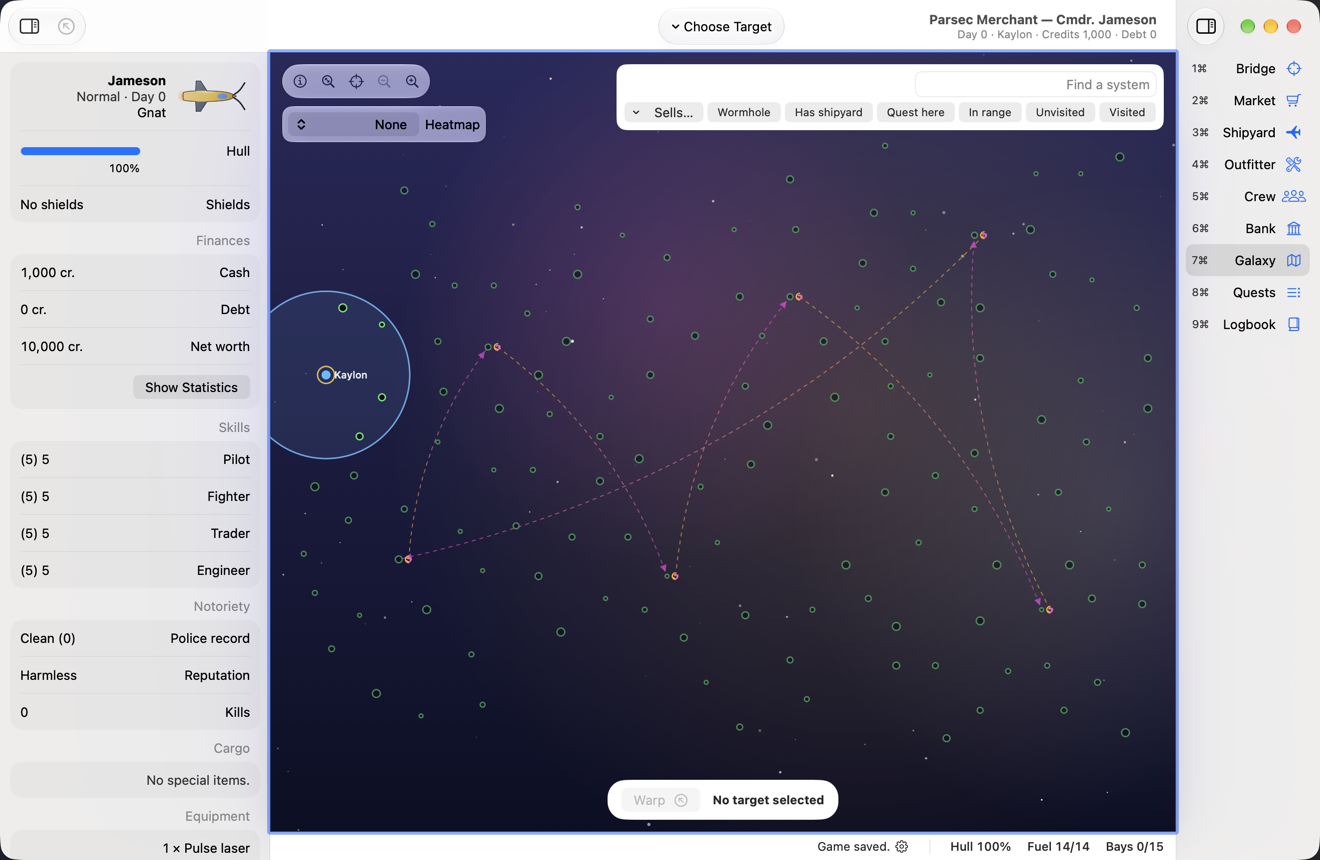 Choose Target
Parsec Merchant — Cmdr. Jameson
Day 0 · Kaylon · Credits 1,000 · Debt 0
Jameson
Normal · Day 0
Gnat
Hull
100%
Shields
No shields
Finances
Cash
1,000 cr.
Debt
0 cr.
Net worth
10,000 cr.
Show Statistics
Skills
Pilot
(5) 5
Fighter
(5) 5
Trader
(5) 5
Engineer
(5) 5
Notoriety
Police record
Clean (0)
Reputation
Harmless
Kills
0
Cargo
No special items.
Equipment
1 × Pulse laser
Heatmap
None
Find a system
Sells...
Wormhole
Has shipyard
Quest here
In range
Unvisited
Visited
Kaylon
Warp
No target selected
Bridge
1⌘
Market
2⌘
Shipyard
3⌘
Outfitter
4⌘
Crew
5⌘
Bank
6⌘
Galaxy
7⌘
Quests
8⌘
Logbook
9⌘
Game saved.
Hull 100%
Fuel 14/14
Bays 0/15